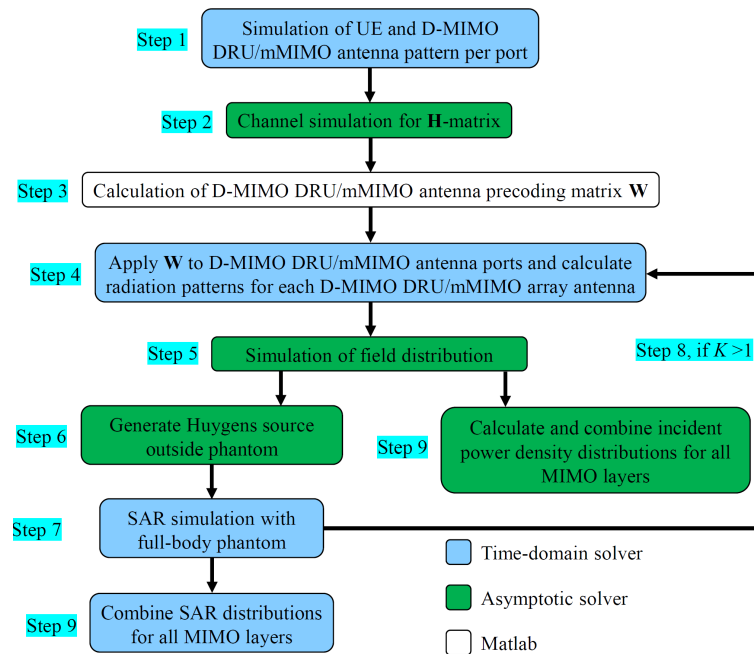 Step 1
Simulation of UE and D-MIMO
DRU/mMIMO antenna pattern per port
Step 2
Channel simulation for H-matrix
Step 3
Calculation of D-MIMO DRU/mMIMO antenna precoding matrix W
Step 4
Apply W to D-MIMO DRU/mMIMO antenna ports and calculate
radiation patterns for each D-MIMO DRU/mMIMO array antenna
Step 5
Simulation of field distribution
Step 8, if K >1
Step 6
Generate Huygens source
outside phantom
Step 9
Calculate and combine incident
power density distributions for all
MIMO layers
Step 7
SAR simulation with
full-body phantom
Step 9
Combine SAR distributions
for all MIMO layers
Time-domain solver
Asymptotic solver
Matlab